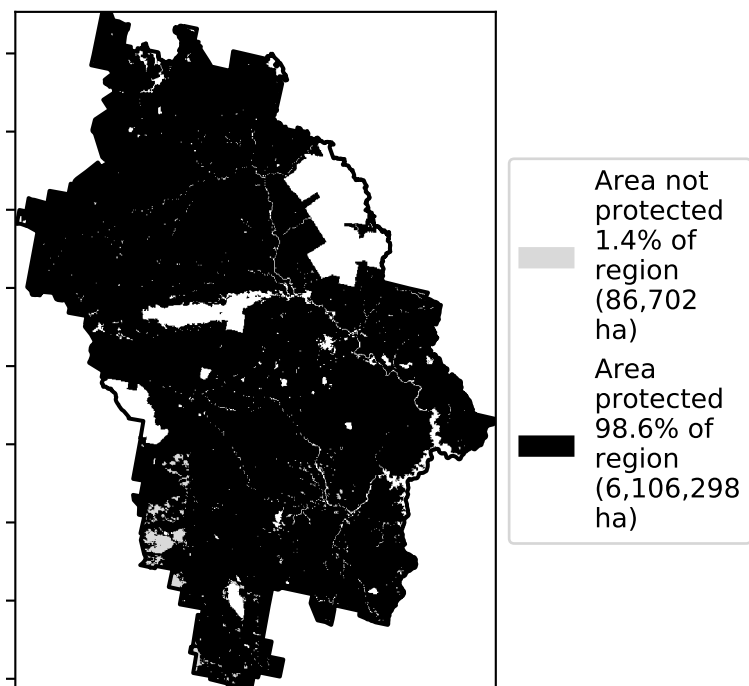 Area not
protected
1.4% of
region
(86,702
ha)
Area
protected
98.6% of
region
(6,106,298
ha)